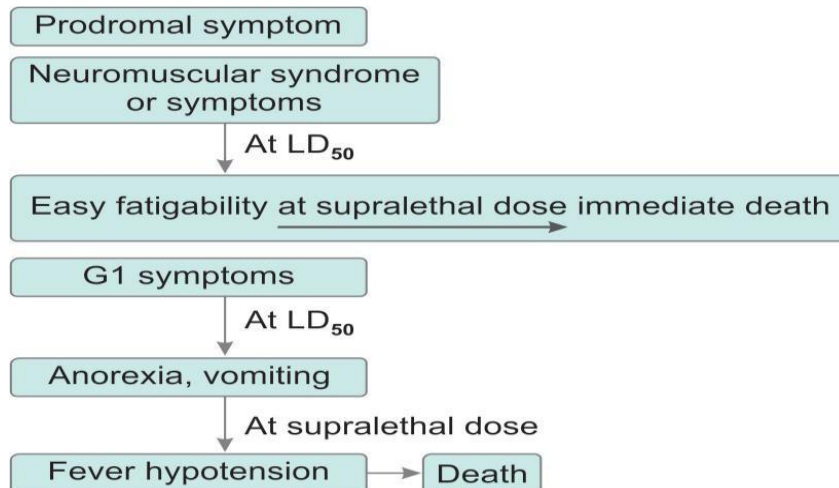 Prodromal symptom
Neuromuscular syndrome
or symptoms
At LD50
Easy fatigability at supralethal dose immediate death
G1 symptoms
At LD50
Anorexia, vomiting
At supralethal dose
Fever hypotension
Death